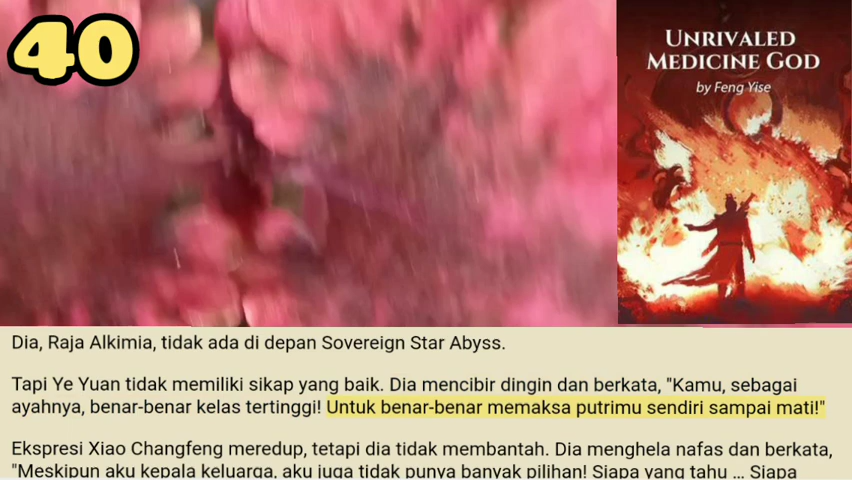 40
UNRIVALED
MEDICINE GOD
by Feng Yise
Dia, Raja Alkimia, tidak ada di depan Sovereign Star Abyss.
Tapi Ye Yuan tidak memiliki sikap yang baik. Dia mencibir dingin dan berkata, "Kamu, sebagai
ayahnya, benar-benar kelas tertinggi! Untuk benar-benar memaksa putrimu sendiri sampai mati!"
Ekspresi Xiao Changfeng meredup, tetapi dia tidak membantah. Dia menghela nafas dan berkata,
"Meskipun aku kepala keluarga, aku juga tidak punya banyak pilihan! Siapa yang tahu ... Siapa